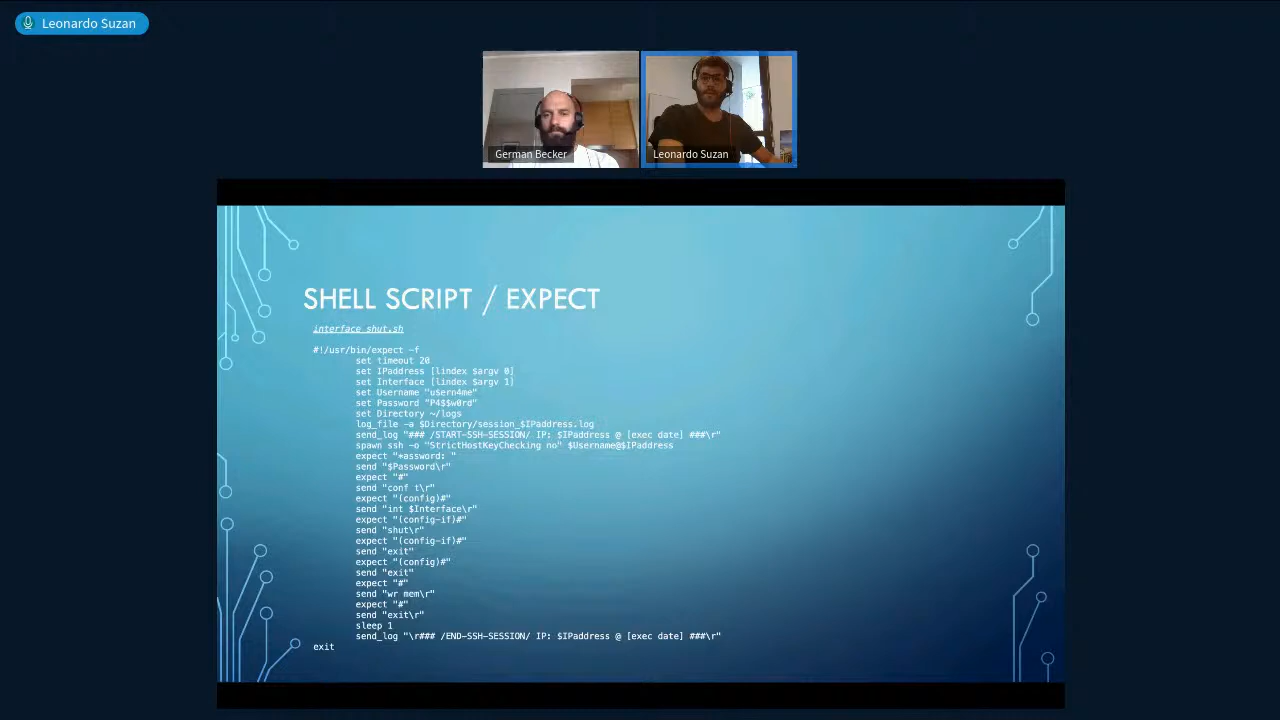 Leonardo Suzan
German Becker
Leonardo Suzan
SHELL SCRIPT / EXPECT
interface_shut.sh
#!/usr/bin/expect -f
set timeout 20
set IPaddress [lindex $argv 0]
set Interface [lindex $argv 1]
set Username "us3rn4me"
set Password "P4$$w0rd"
set Directory ~/logs
log_file -a $Directory/session_$IPaddress.log
send_log "### /START-SSH-SESSION/ IP: $IPaddress @ [exec date] ###\r"
spawn ssh -o "StrictHostKeyChecking no" $Username@$IPaddress
expect "*assword: "
send "$Password\r"
expect "#"
send "conf t\r"
expect "(config)#"
send "int $Interface\r"
expect "(config-if)#"
send "shut\r"
expect "(config-if)#"
send "exit"
expect "(config)#"
send "exit"
expect "#"
send "wr mem\r"
expect "#"
send "exit\r"
sleep 1
send_log "\r### /END-SSH-SESSION/ IP: $IPaddress @ [exec date] ###\r"
exit